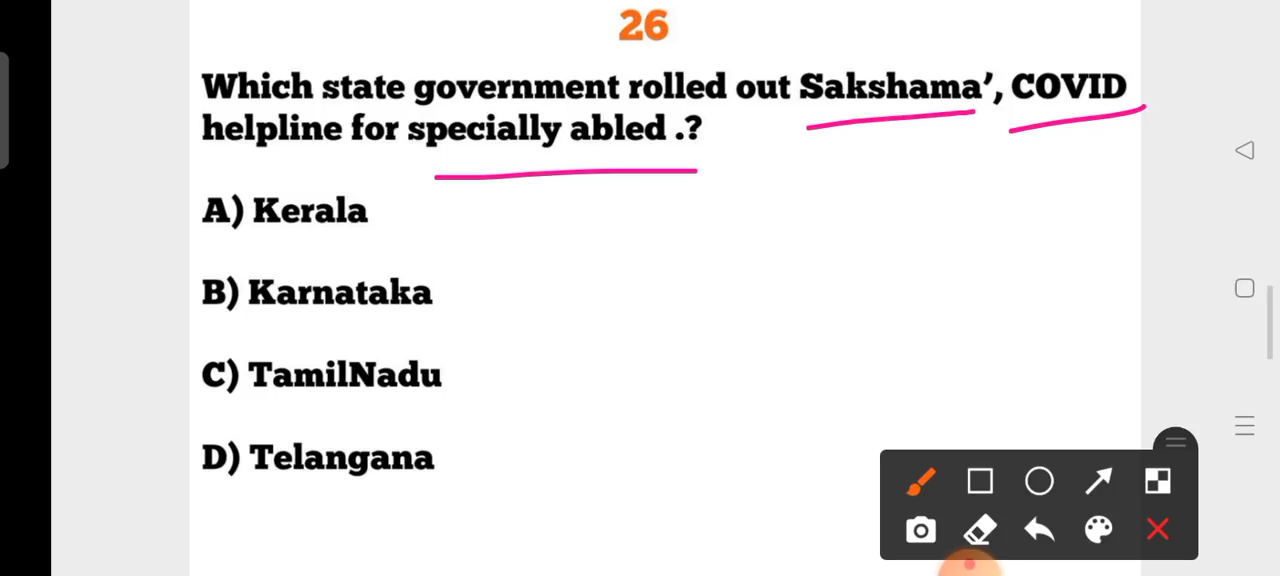 26
Which state government rolled out Sakshama’, COVID
helpline for specially abled .?
A) Kerala
B) Karnataka
C) TamilNadu
D) Telangana